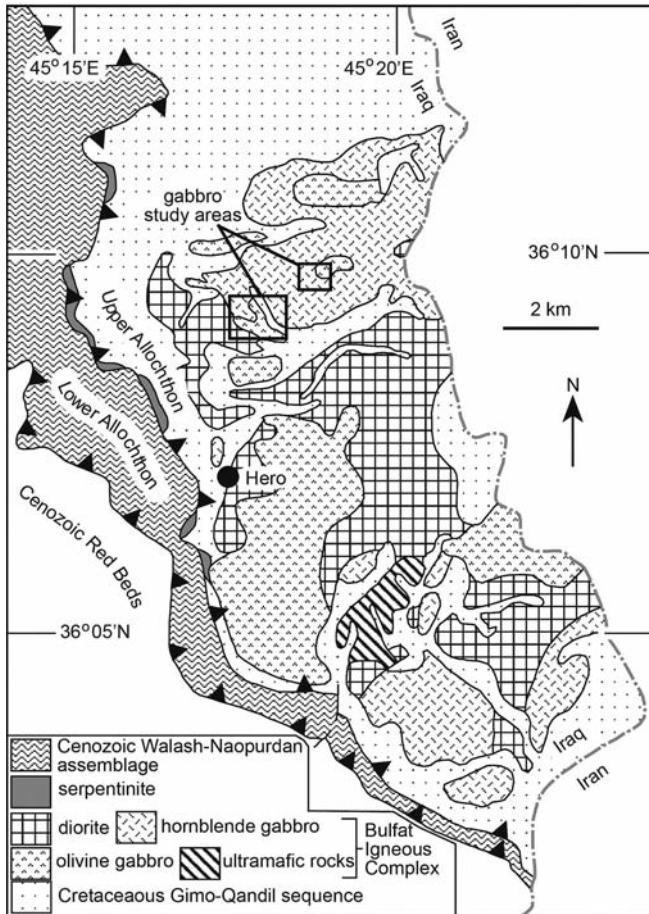 45°15'E
45°20'E
Iran
Iraq
gabbro
study areas
36°10'N
2 km
N
Upper Allochthon
Lower Allochthon
Hero
Cenozoic Red Beds
36°05'N
Iraq
Iran
Cenozoic Walash-Naopurdan
assemblage
serpentinite
diorite
hornblende gabbro
olivine gabbro
ultramafic rocks
Bulfat
Igneous
Complex
Cretaceaous Gimo-Qandil sequence